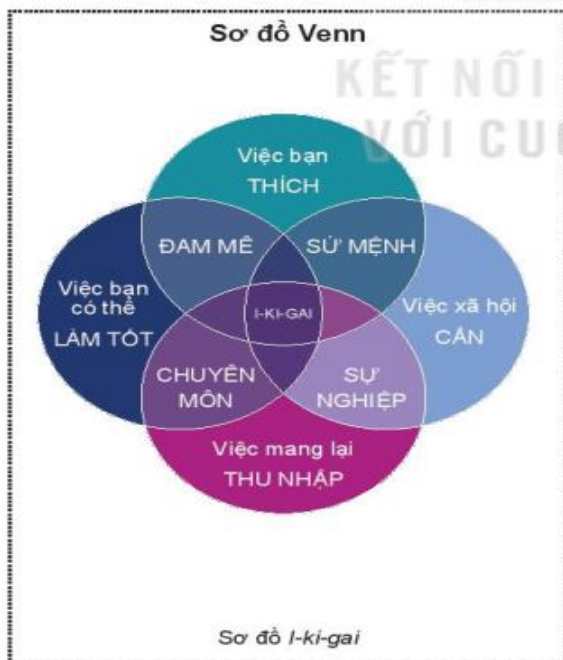 Sơ đồ Venn
KẾT NỐI
VỚI CUỘ
Việc bạn
THÍCH
ĐAM MÊ
SỨ MỆNH
Việc bạn
có thể
LÀM TỐT
I-KI-GAI
Việc xã hội
CẦN
CHUYÊN
MÔN
SỰ
NGHIỆP
Việc mang lại
THU NHẬP
Sơ đồ I-ki-gai